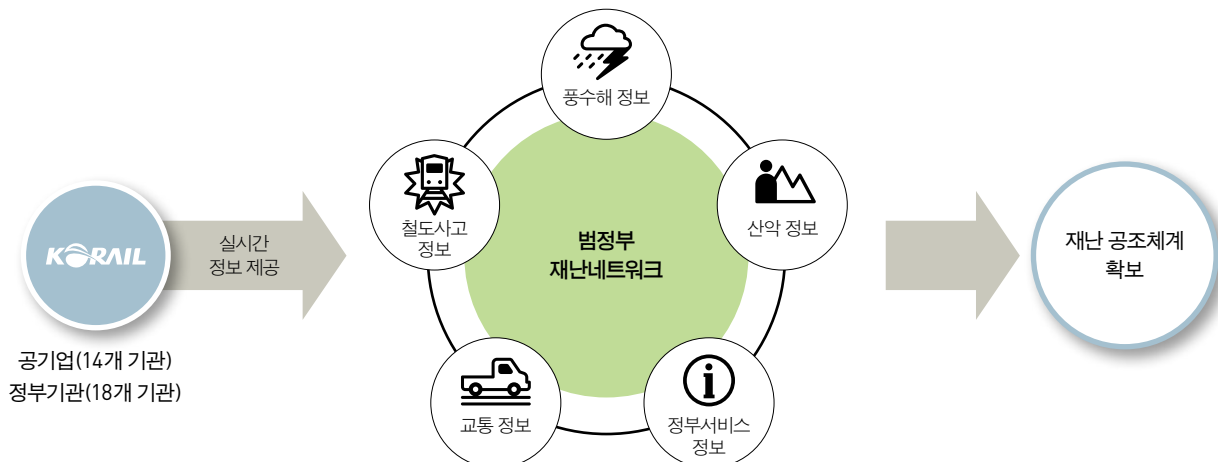 풍수해 정보
철도사고
정보
산악 정보
KORAIL
실시간
정보 제공
범정부
재난네트워크
재난 공조체계
확보
공기업(14개 기관)
정부기관(18개 기관)
교통 정보
정부서비스
정보